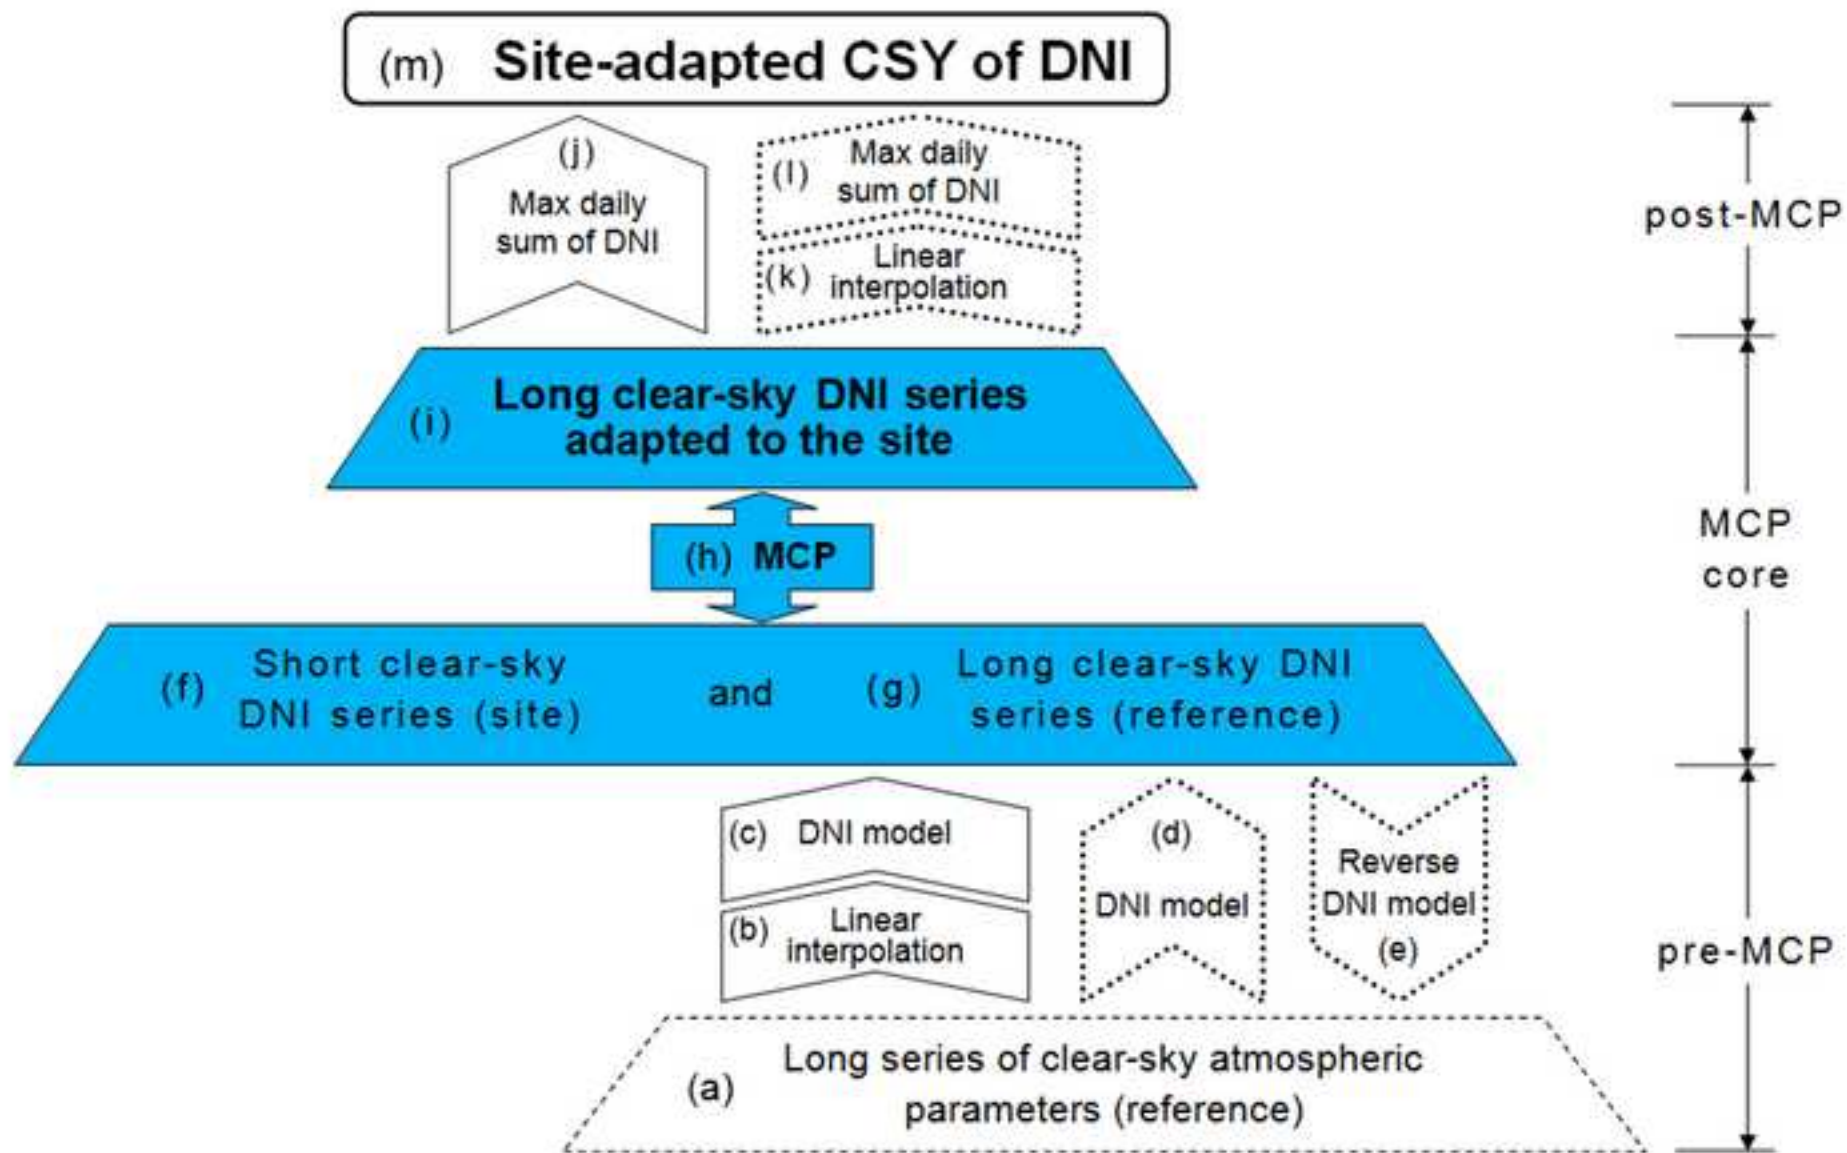 (m) Site-adapted CSY of DNI
(j)
Max daily
sum of DNI
(l) Max daily
sum of DNI
(k) Linear
interpolation
post-MCP
(i) Long clear-sky DNI series
adapted to the site
(h) MCP
MCP
core
(f) Short clear-sky
DNI series (site)
and
(g) Long clear-sky DNI
series (reference)
(c) DNI model
(b) Linear
interpolation
(d)
DNI model
Reverse
DNI model
(e)
pre-MCP
(a) Long series of clear-sky atmospheric
parameters (reference)